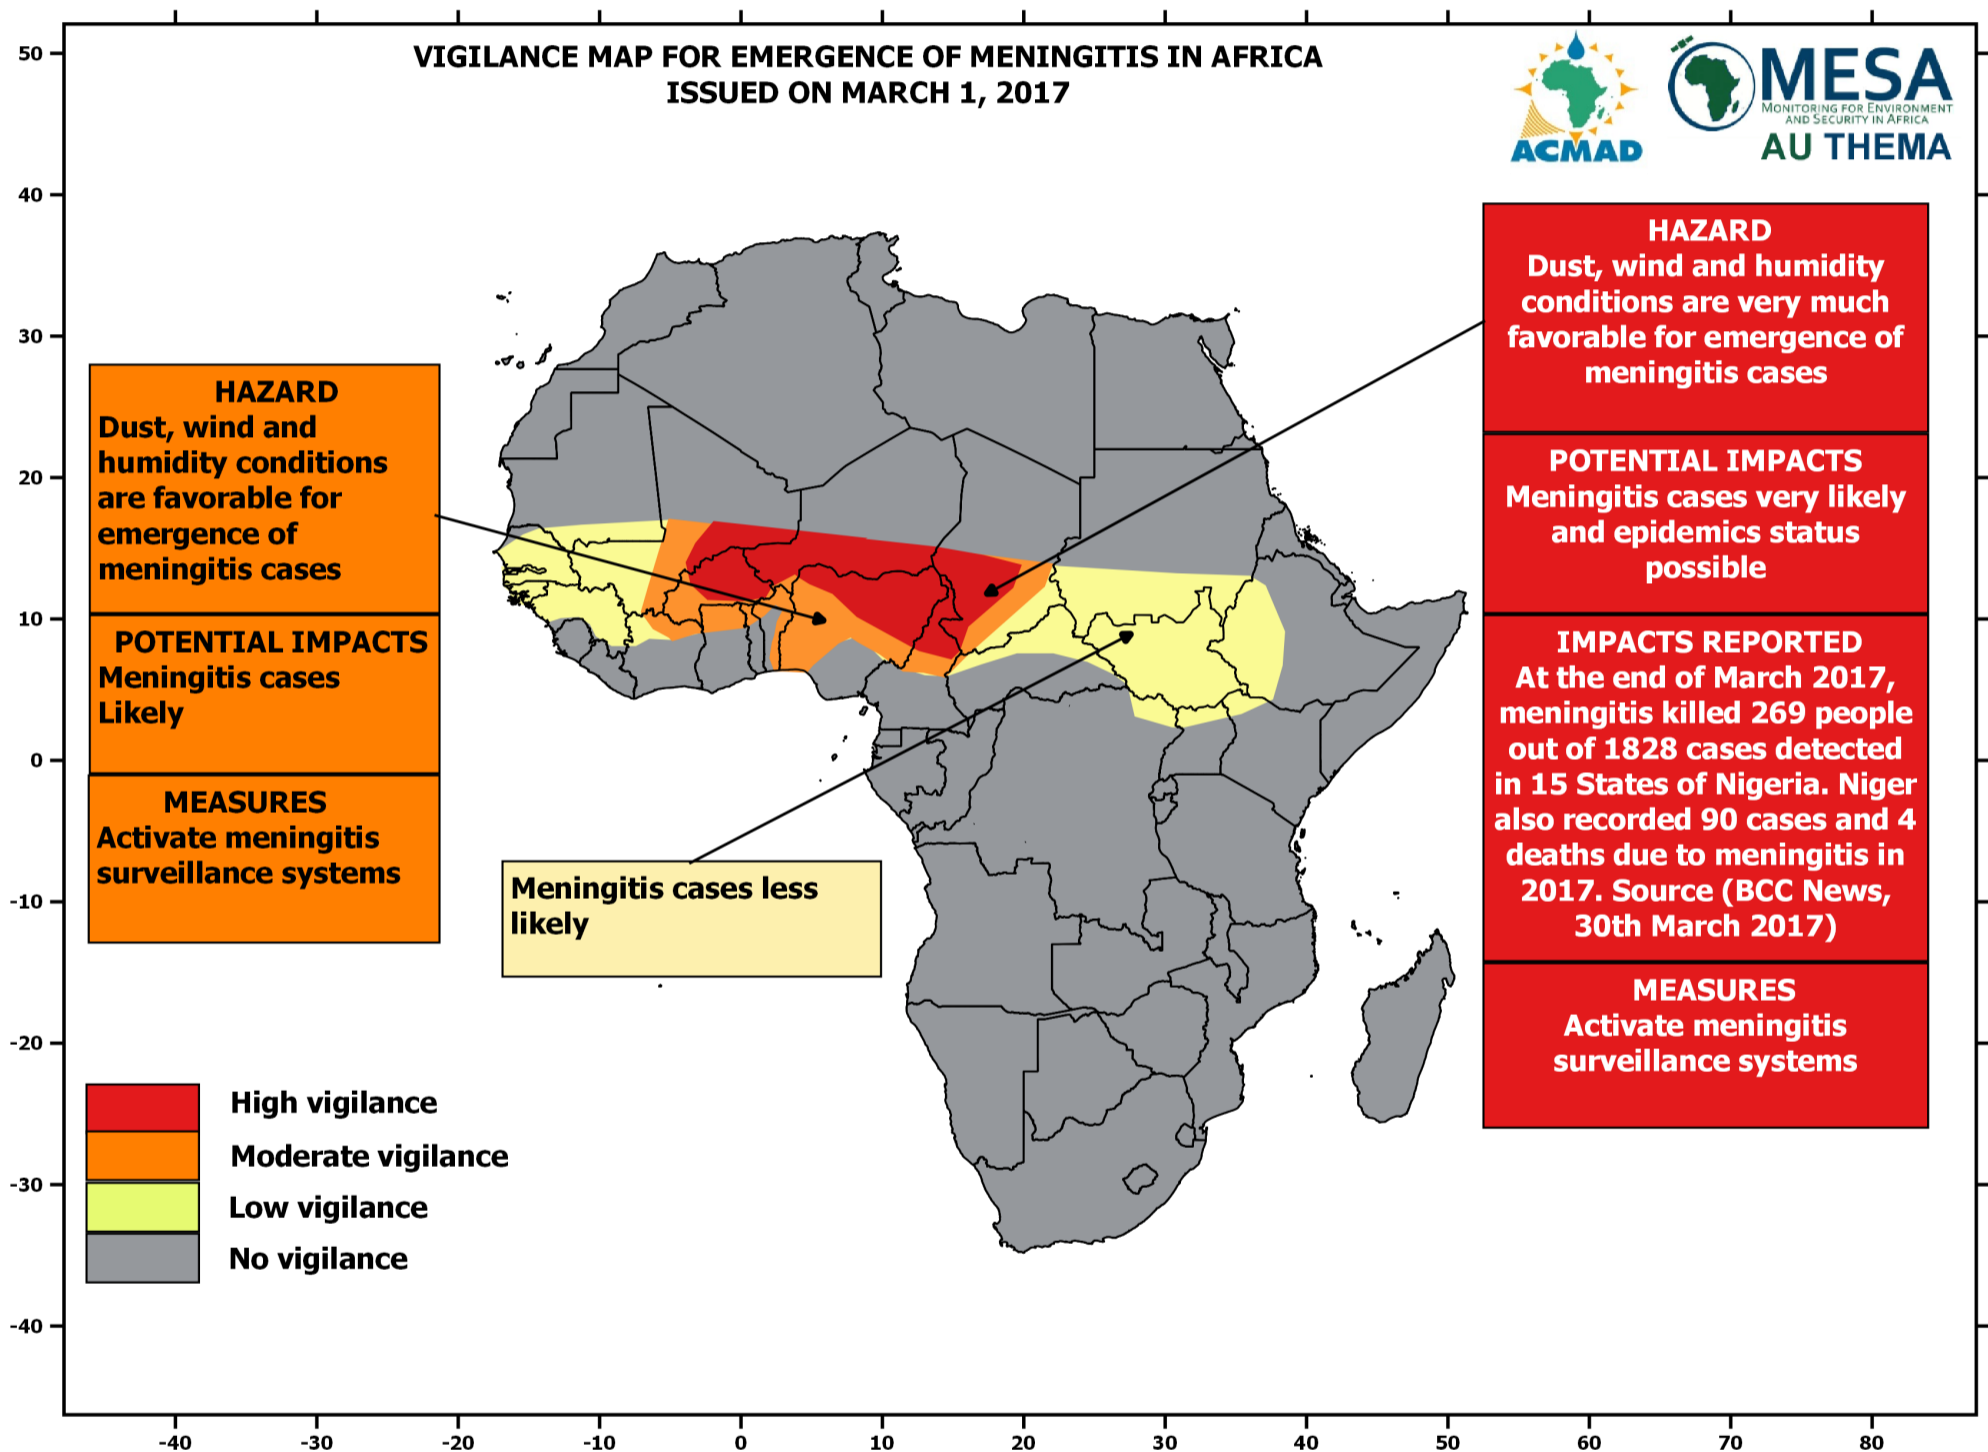 VIGILANCE MAP FOR EMERGENCE OF MENINGITIS IN AFRICA
ISSUED ON MARCH 1, 2017
ACMAD
MESA
MONITORING FOR ENVIRONMENT
AND SECURITY IN AFRICA
AU THEMA
HAZARD
Dust, wind and humidity
conditions are very much
favorable for emergence of
meningitis cases
POTENTIAL IMPACTS
Meningitis cases very likely
and epidemics status
possible
IMPACTS REPORTED
At the end of March 2017,
meningitis killed 269 people
out of 1828 cases detected
in 15 States of Nigeria. Niger
also recorded 90 cases and 4
deaths due to meningitis in
2017. Source (BCC News,
30th March 2017)
MEASURES
Activate meningitis
surveillance systems
HAZARD
Dust, wind and
humidity conditions
are favorable for
emergence of
meningitis cases
POTENTIAL IMPACTS
Meningitis cases
Likely
MEASURES
Activate meningitis
surveillance systems
Meningitis cases less
likely
High vigilance
Moderate vigilance
Low vigilance
No vigilance
50
40
30
20
10
0
-10
-20
-30
-40
-40 -30 -20 -10 0 10 20 30 40 50 60 70 80